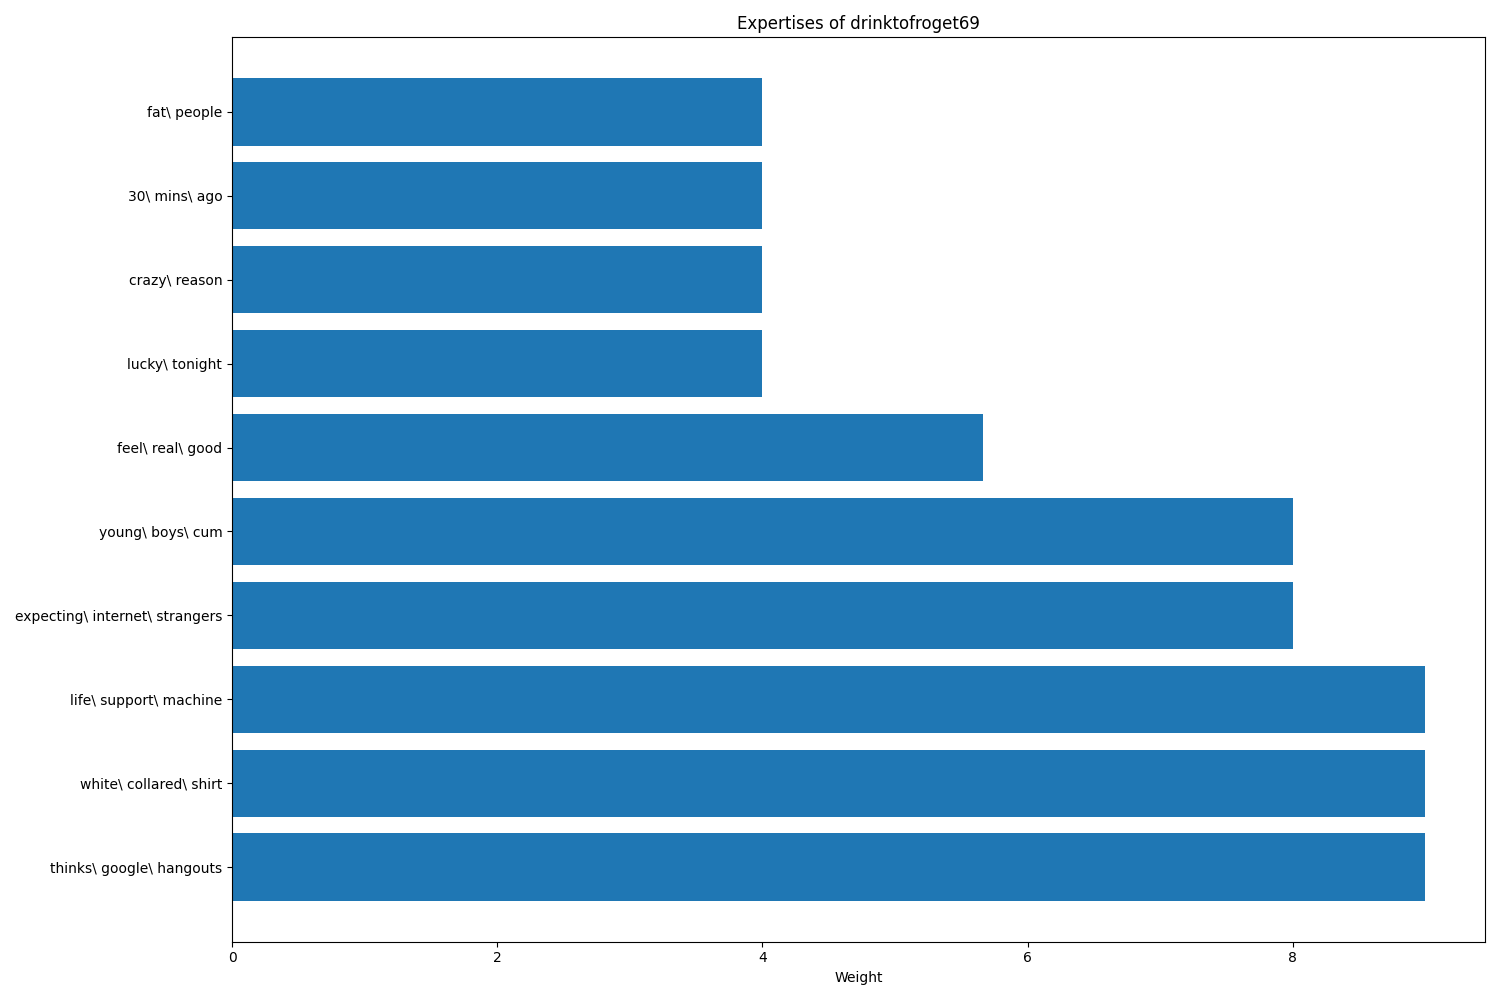 Expertises of drinktofroget69
fat\ people
30\ mins\ ago
crazy\ reason
lucky\ tonight
feel\ real\ good
young\ boys\ cum
expecting\ internet\ strangers
life\ support\ machine
white\ collared\ shirt
thinks\ google\ hangouts
0 2 4 6 8
Weight